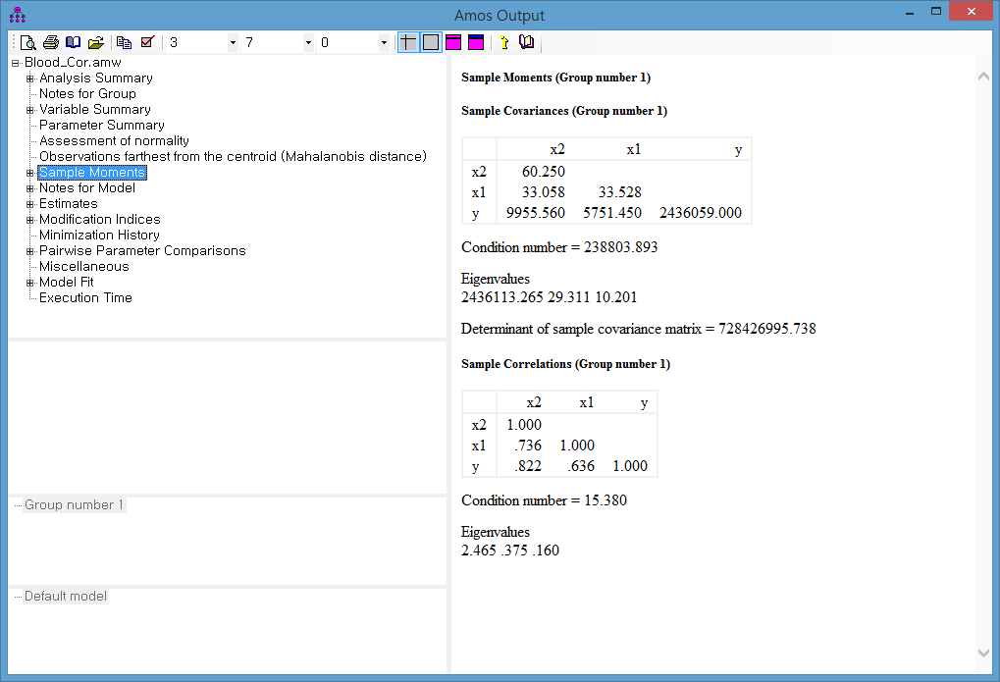 Amos Output
3 7 0
Blood_Cor.amw
Analysis Summary
Notes for Group
Variable Summary
Parameter Summary
Assessment of normality
Observations farthest from the centroid (Mahalanobis distance)
Sample Moments
Notes for Model
Estimates
Modification Indices
Minimization History
Pairwise Parameter Comparisons
Miscellaneous
Model Fit
Execution Time
Group number 1
Default model
Sample Moments (Group number 1)
Sample Covariances (Group number 1)
x2 x1 y
x2 60.250
x1 33.058 33.528
y 9955.560 5751.450 2436059.000
Condition number = 238803.893
Eigenvalues
2436113.265 29.311 10.201
Determinant of sample covariance matrix = 728426995.738
Sample Correlations (Group number 1)
x2 x1 y
x2 1.000
x1 .736 1.000
y .822 .636 1.000
Condition number = 15.380
Eigenvalues
2.465 .375 .160